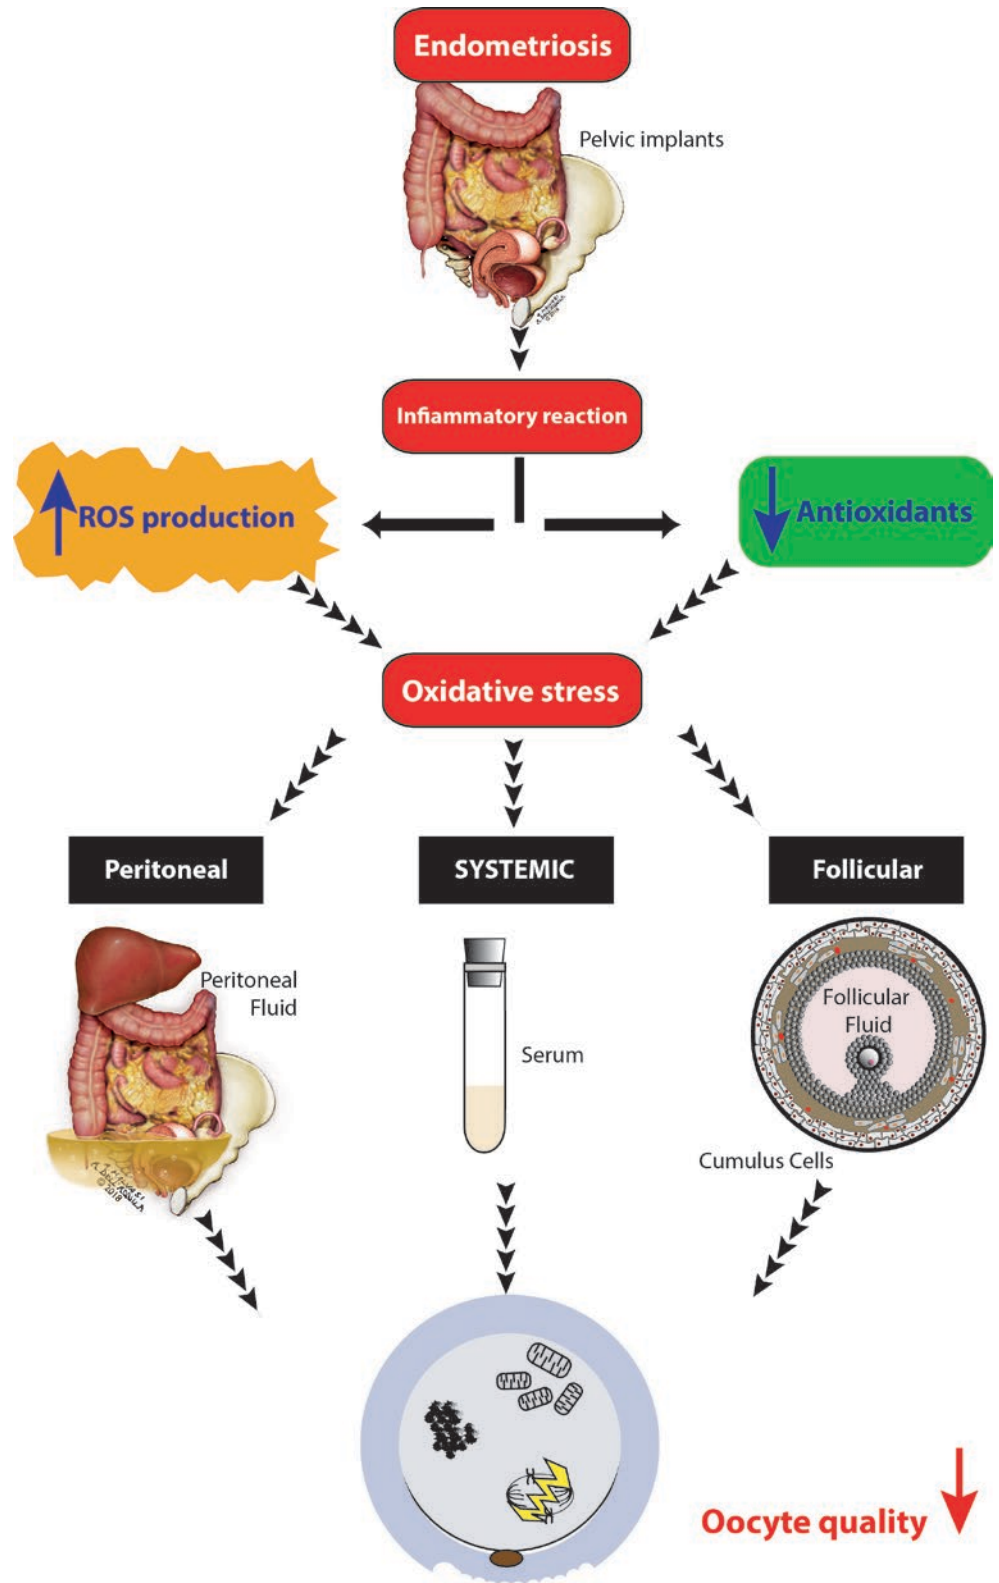 Endometriosis
Pelvic implants
Infiammatory reaction
ROS production
Antioxidants
Oxidative stress
Peritoneal
SYSTEMIC
Follicular
Peritoneal
Fluid
Serum
Follicular
Fluid
Cumulus Cells
©2018
Oocyte quality